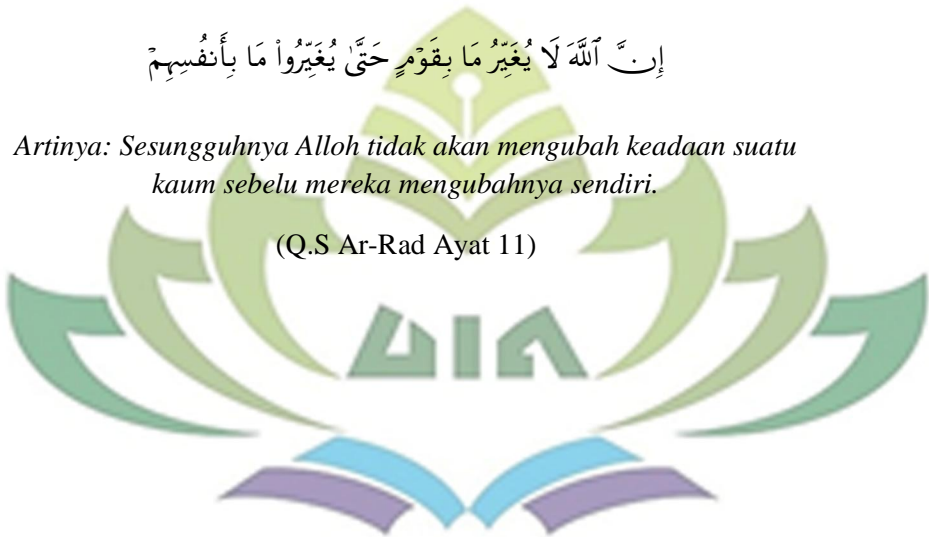 إِنَّ ٱللَّهَ لَا يُغَيِّرُ مَا بِقَوْمٍ حَتَّىٰ يُغَيِّرُوا۟ مَا بِأَنفُسِهِمْ
Artinya: Sesungguhnya Alloh tidak akan mengubah keadaan suatu
kaum sebelu mereka mengubahnya sendiri.
(Q.S Ar-Rad Ayat 11)
UIN